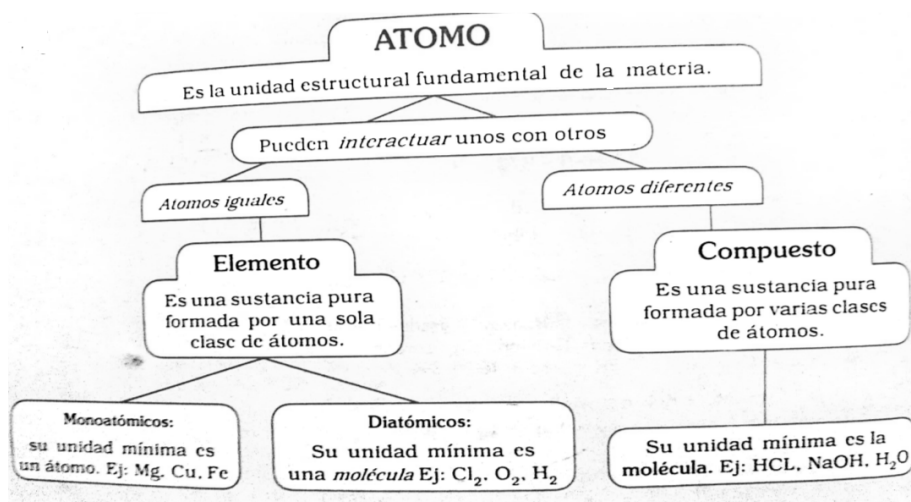 ATOMO
Es la unidad estructural fundamental de la materia.
Pueden interactuar unos con otros
Atomos iguales
Atomos diferentes
Elemento
Es una sustancia pura
formada por una sola
clase de átomos.
Compuesto
Es una sustancia pura
formada por varias clases
de átomos.
Monoatómicos:
su unidad mínima es
un átomo. Ej: Mg. Cu. Fe
Diatómicos:
Su unidad mínima es
una molécula Ej: Cl₂. O₂. H₂
Su unidad mínima es la
molécula. Ej: HCL, NaOH. H₂O